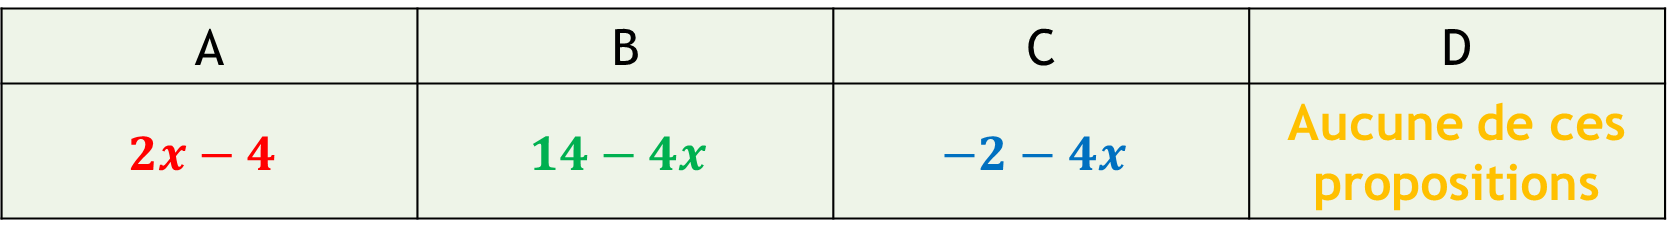 A B C D
2x − 4 14 − 4x −2 − 4x Aucune de ces
propositions